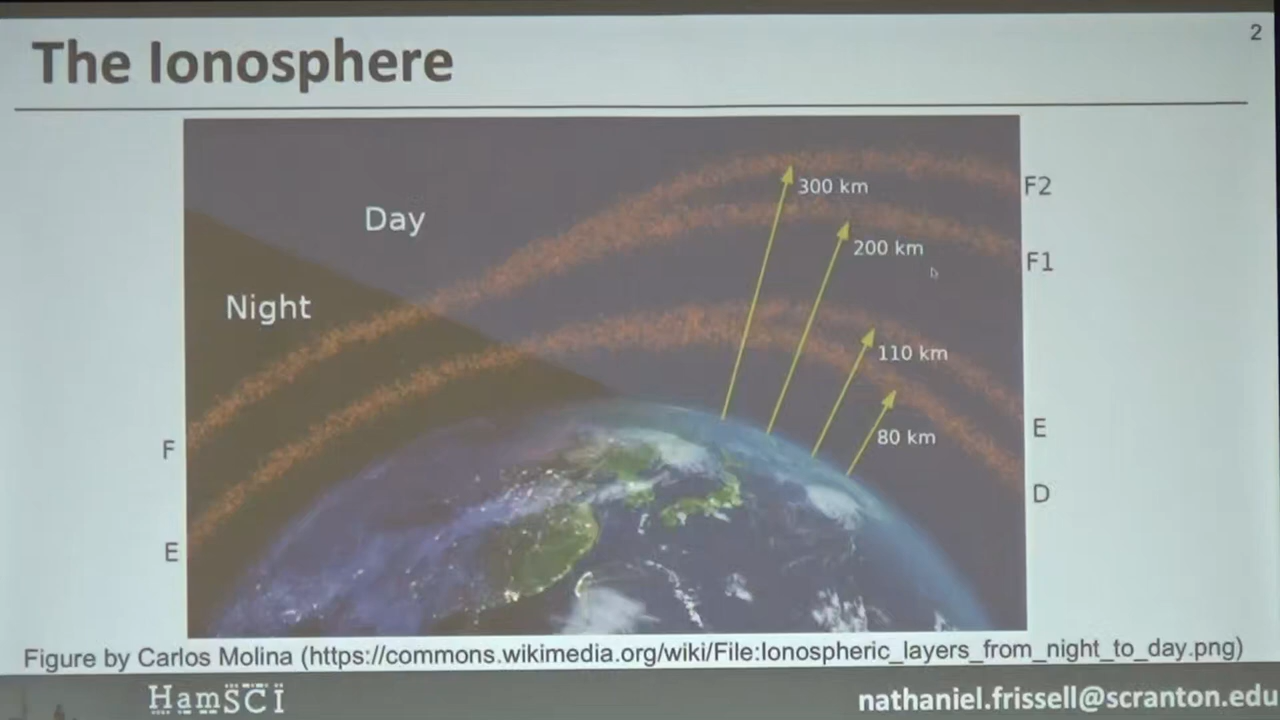 2
The Ionosphere
Day
Night
300 km
200 km
110 km
80 km
F2
F1
E
D
F
E
Figure by Carlos Molina (https://commons.wikimedia.org/wiki/File:Ionospheric_layers_from_night_to_day.png)
HamSCI
nathaniel.frissell@scranton.edu